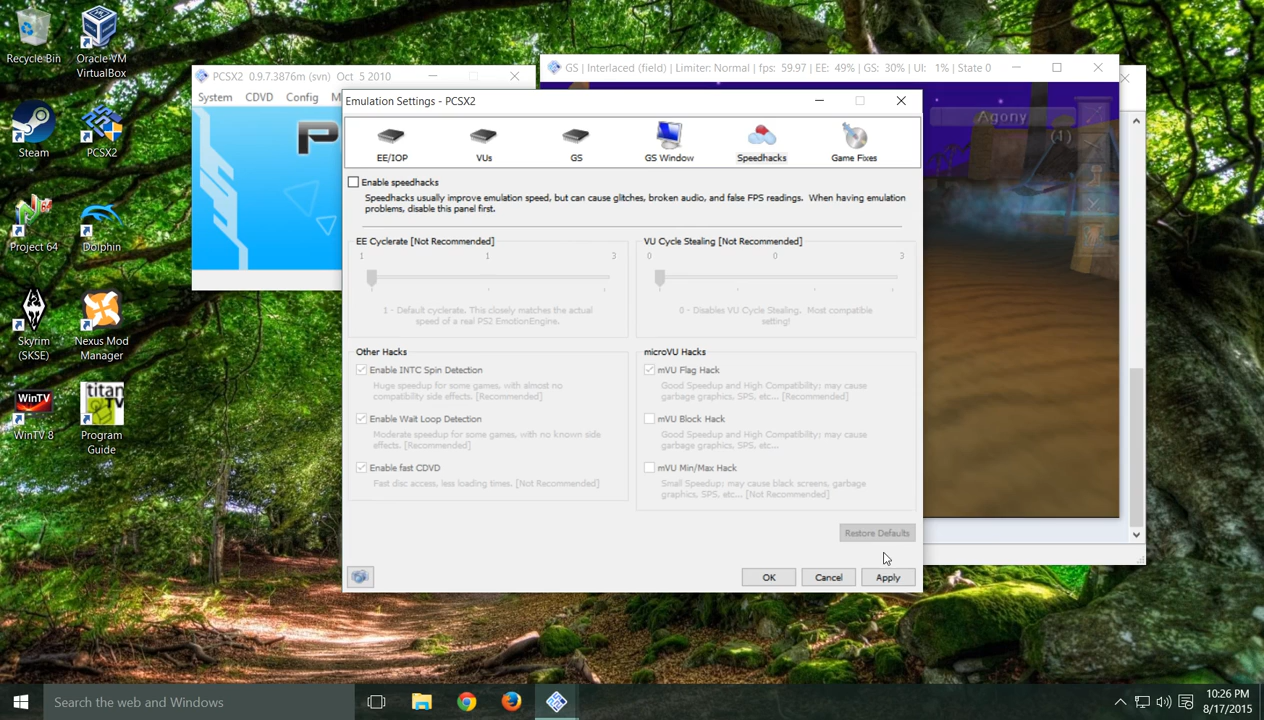 Recycle Bin
Oracle VM
VirtualBox
Steam
PCSX2
Project 64
Dolphin
Skyrim
(SKSE)
Nexus Mod
Manager
WinTV
titan
TV
WinTV 8
Program
Guide
PCSX2 0.9.7.3876m (svn) Oct 5 2010
System CDVD Config M
P
GS | Interlaced (field) | Limiter: Normal | fps: 59.97 | EE: 49% | GS: 30% | UI: 1% | State 0
Agony
(1)
Emulation Settings - PCSX2
EE/IOP
VUs
GS
GS Window
Speedhacks
Game Fixes
Enable speedhacks
Speedhacks usually improve emulation speed, but can cause glitches, broken audio, and false FPS readings. When having emulation
problems, disable this panel first.
EE Cyclerate [Not Recommended]
1 1 3
1 - Default cyclerate. This closely matches the actual
speed of a real PS2 EmotionEngine.
VU Cycle Stealing [Not Recommended]
0 0 3
0 - Disables VU Cycle Stealing. Most compatible
setting!
Other Hacks
Enable INTC Spin Detection
Huge speedup for some games, with almost no
compatibility side effects. [Recommended]
Enable Wait Loop Detection
Moderate speedup for some games, with no known side
effects. [Recommended]
Enable fast CDVD
Fast disc access, less loading times. [Not Recommended]
microVU Hacks
mVU Flag Hack
Good Speedup and High Compatibility; may cause
garbage graphics, SPS, etc... [Recommended]
mVU Block Hack
Good Speedup and High Compatibility; may cause
garbage graphics, SPS, etc...
mVU Min/Max Hack
Small Speedup; may cause black screens, garbage
graphics, SPS, etc... [Not Recommended]
Restore Defaults
OK
Cancel
Apply
Search the web and Windows
10:26 PM
8/17/2015